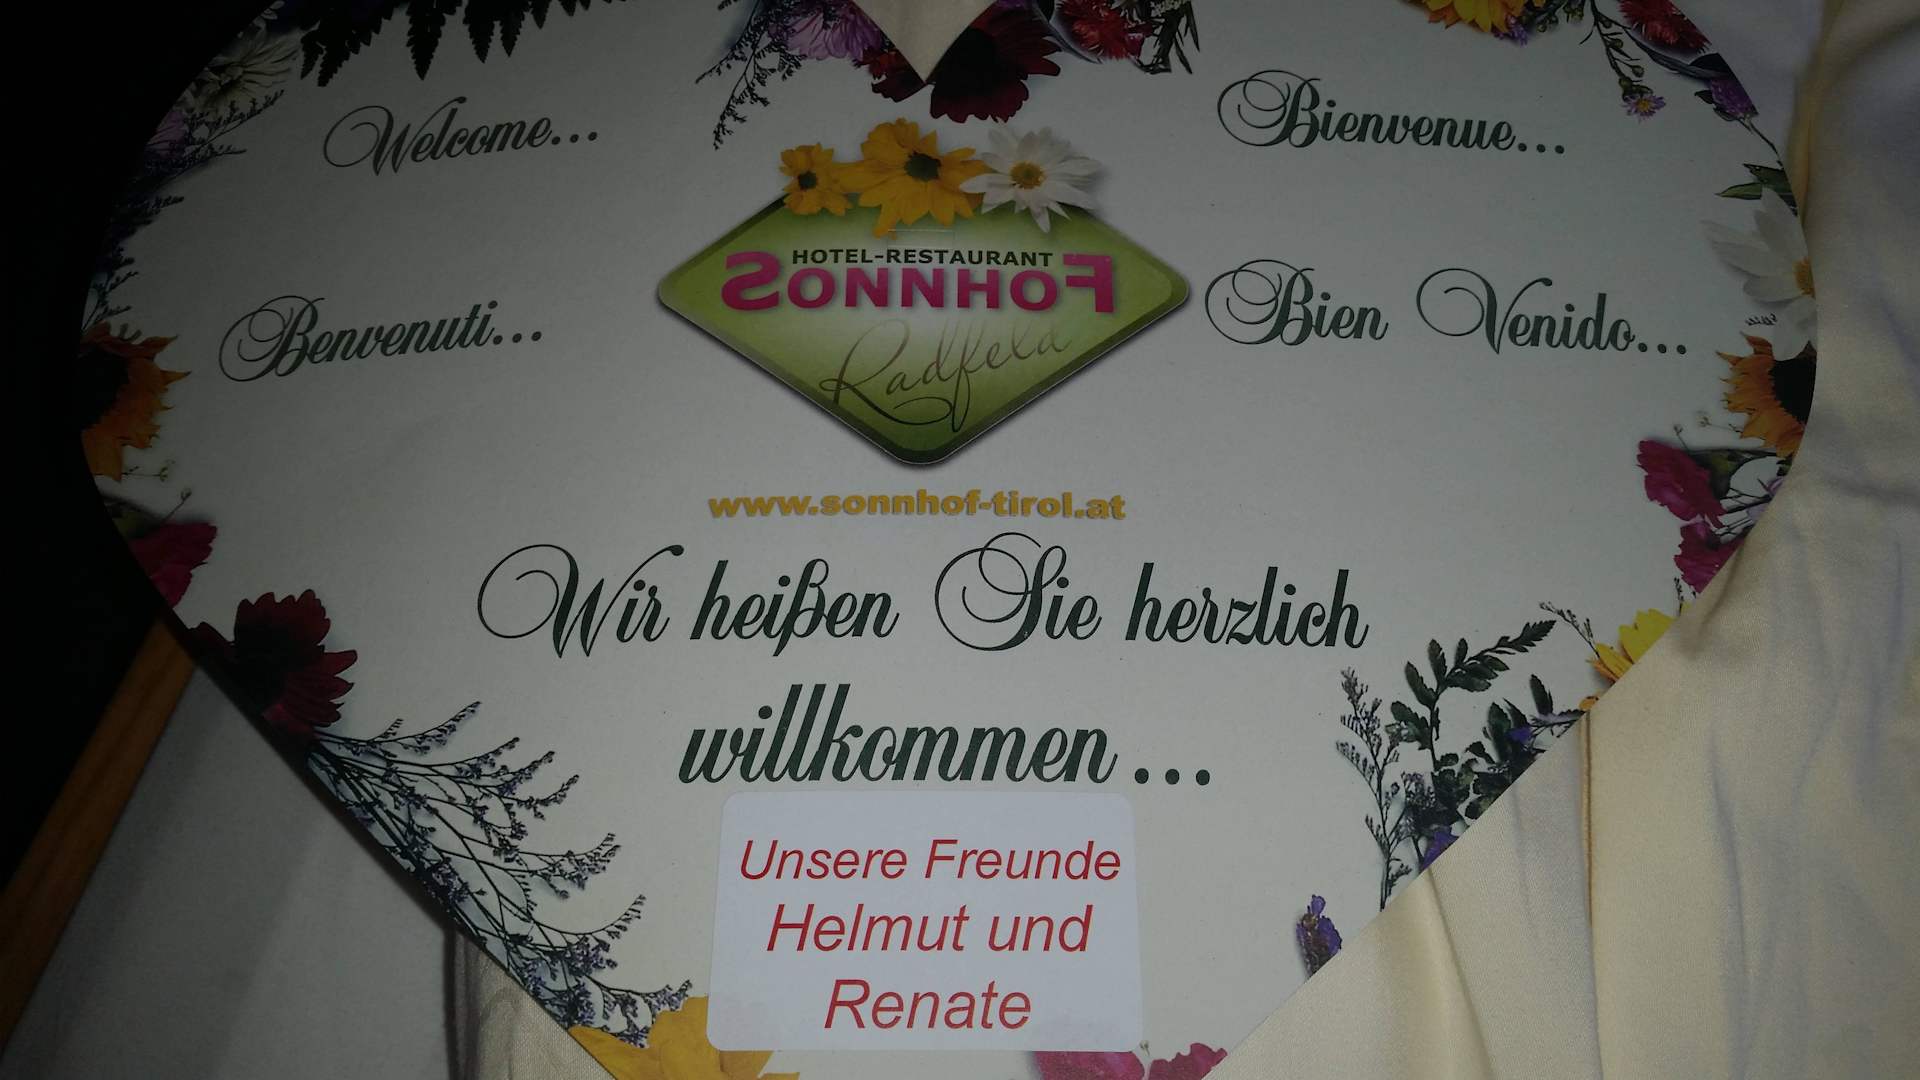 Welcome...
Bienvenue...
HOTEL-RESTAURANT
SONNHOF
Radfeld
Benvenuti...
Bien Venido...
www.sonnhof-tirol.at
Wir heißen Sie herzlich
willkommen...
Unsere Freunde
Helmut und
Renate